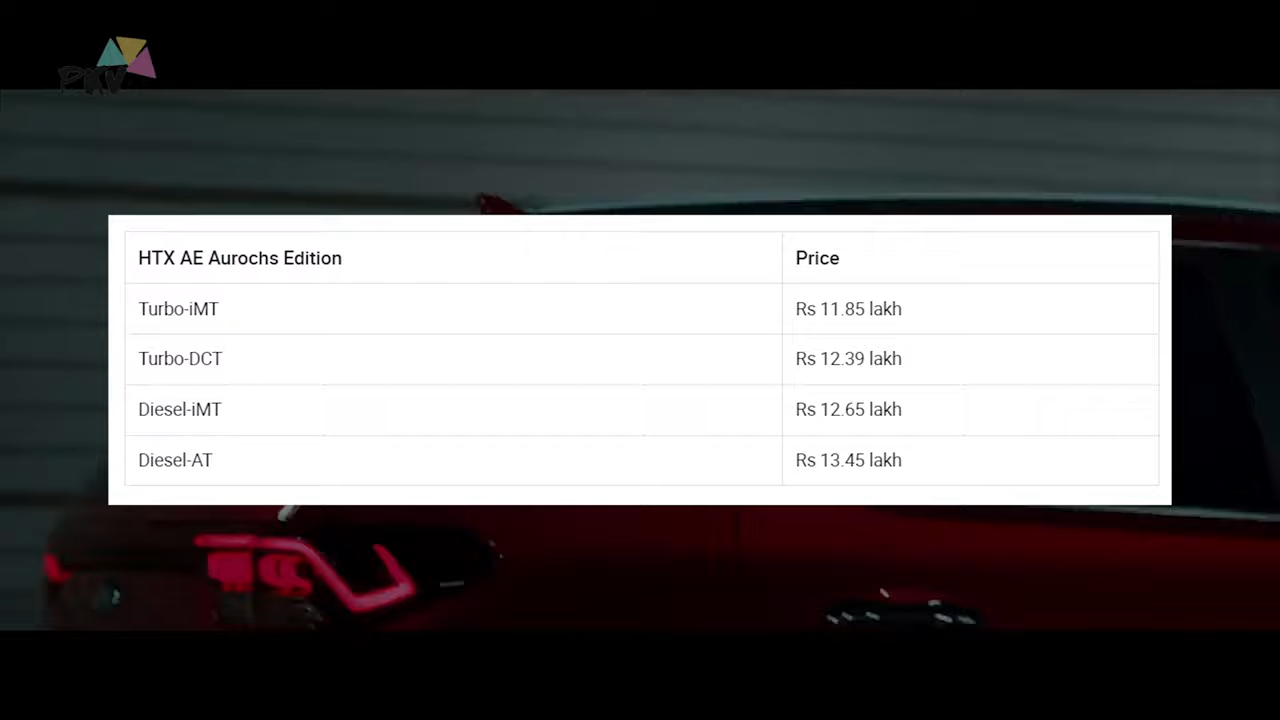 PKV
HTX AE Aurochs Edition Price
Turbo-iMT Rs 11.85 lakh
Turbo-DCT Rs 12.39 lakh
Diesel-iMT Rs 12.65 lakh
Diesel-AT Rs 13.45 lakh